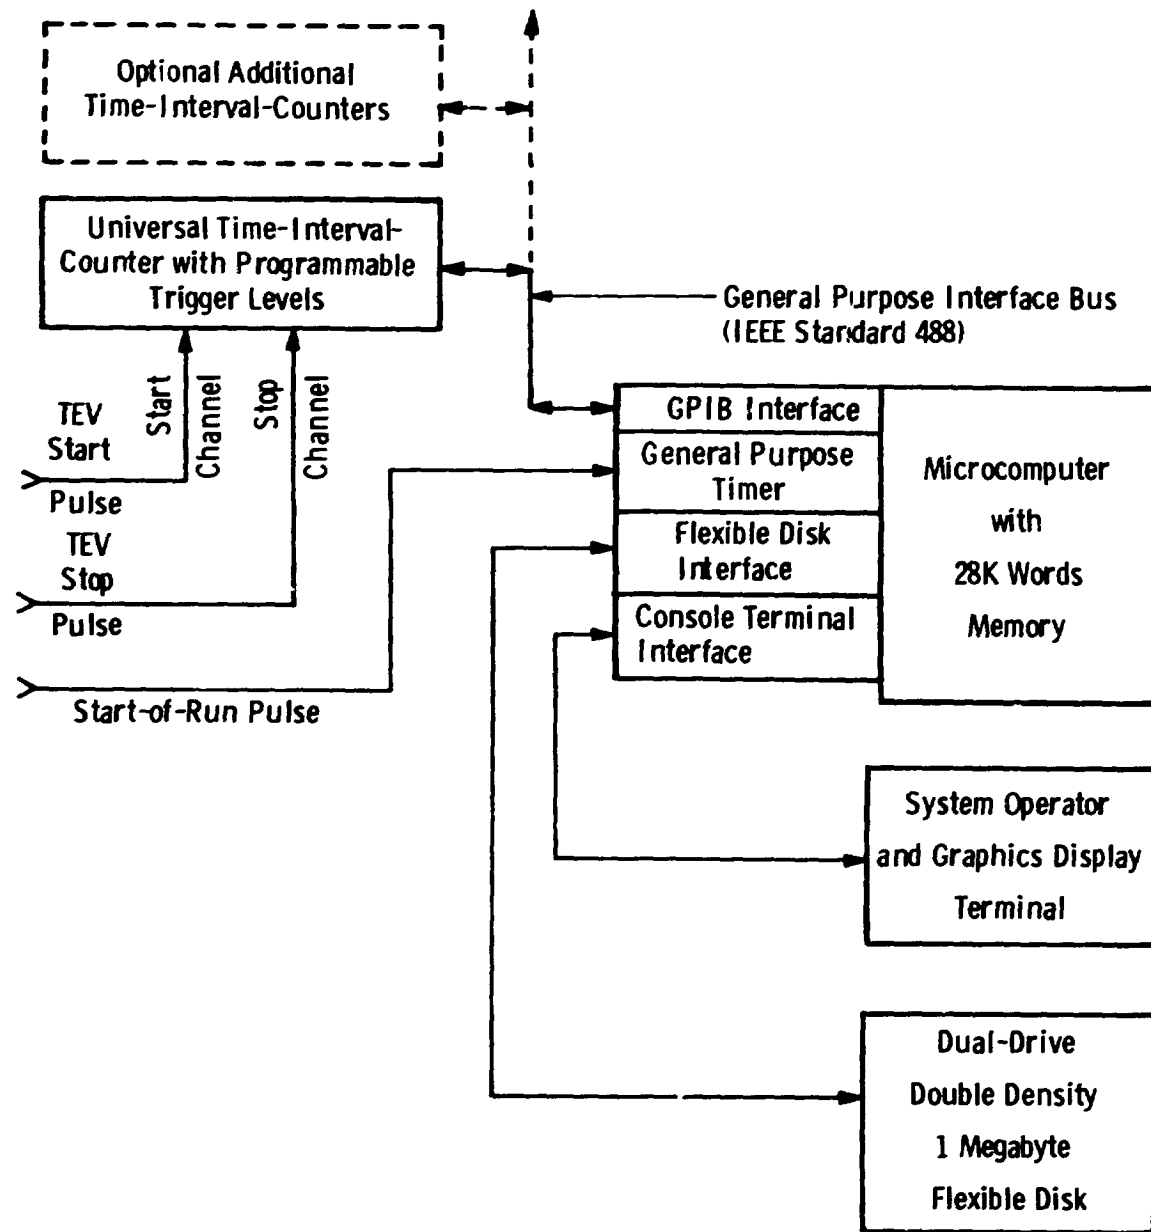 Optional Additional
Time-Interval-Counters
Universal Time-Interval-
Counter with Programmable
Trigger Levels
General Purpose Interface Bus
(IEEE Standard 488)
Start
Channel
Stop
Channel
TEV
Start
Pulse
TEV
Stop
Pulse
Start-of-Run Pulse
GPIB Interface
General Purpose
Timer
Flexible Disk
Interface
Console Terminal
Interface
Microcomputer
with
28K Words
Memory
System Operator
and Graphics Display
Terminal
Dual-Drive
Double Density
1 Megabyte
Flexible Disk